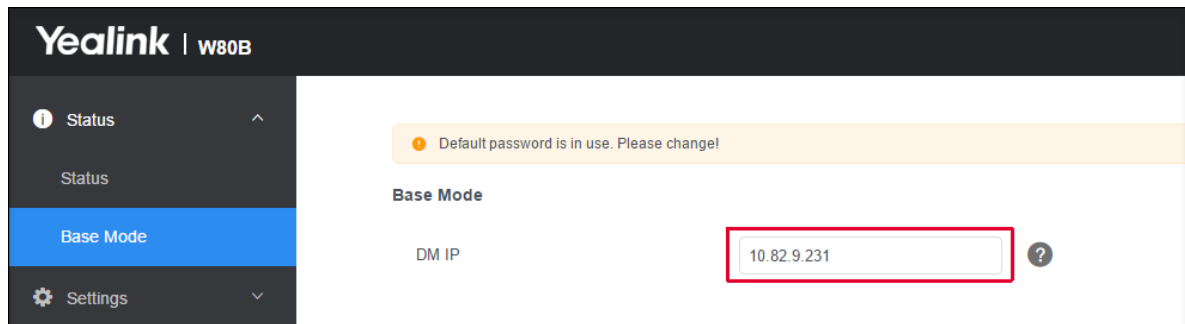 Yealink | W80B
Status
Default password is in use. Please change!
Status
Base Mode
Base Mode
DM IP
10.82.9.231
Settings